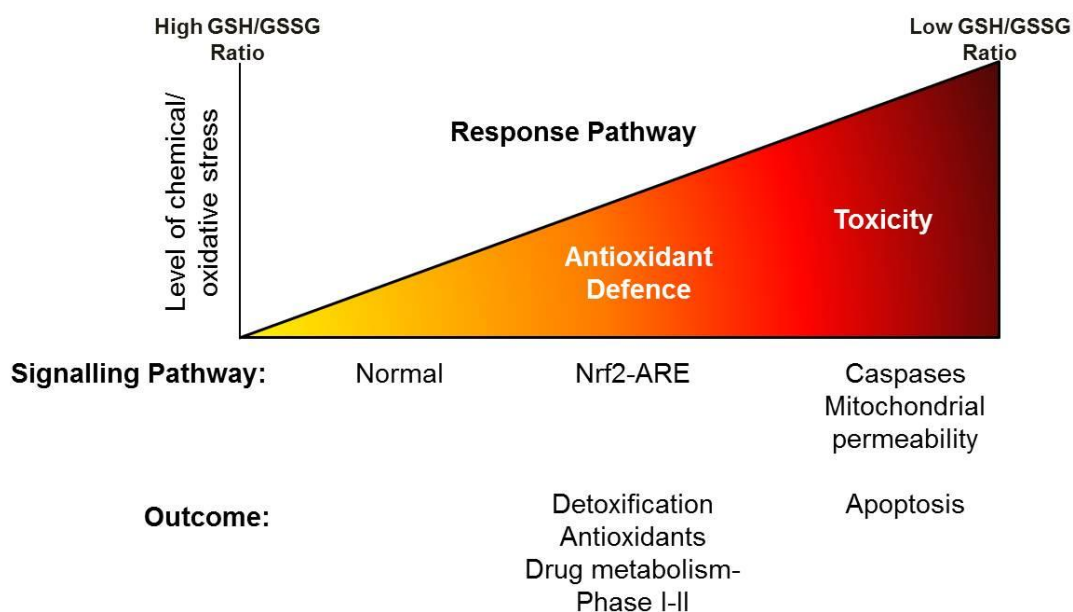 High GSH/GSSG
Ratio
Low GSH/GSSG
Ratio
Level of chemical/
oxidative stress
Response Pathway
Antioxidant
Defence
Toxicity
Signalling Pathway:
Normal
Nrf2-ARE
Caspases
Mitochondrial
permeability
Outcome:
Detoxification
Antioxidants
Drug metabolism-
Phase I-II
Apoptosis